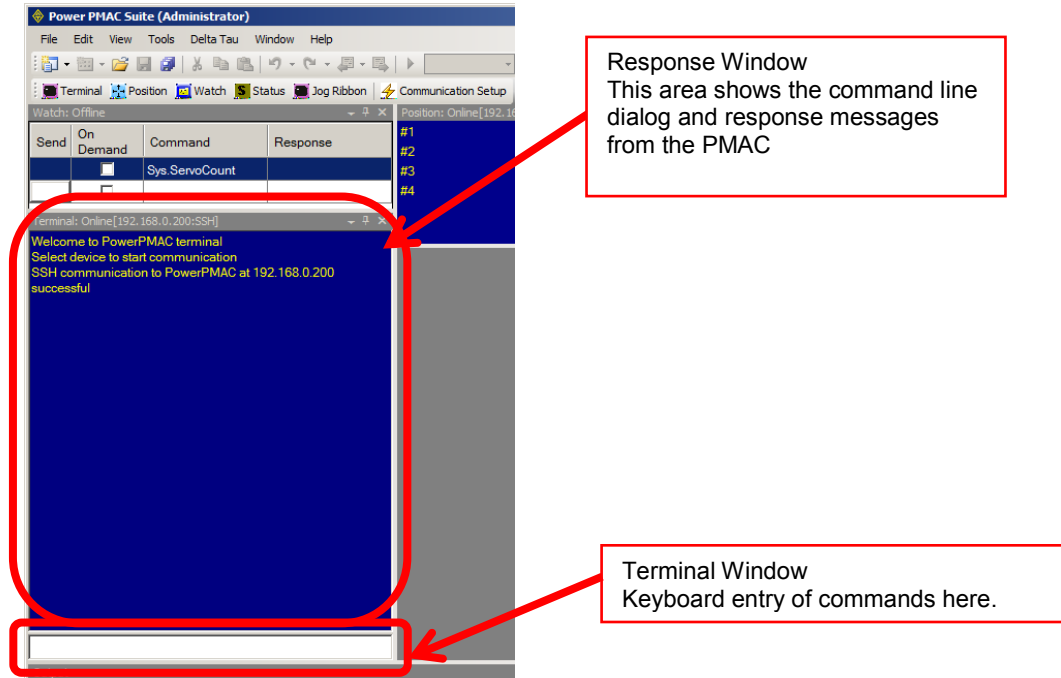 Power PMAC Suite (Administrator)
File Edit View Tools Delta Tau Window Help
Terminal Position Watch Status Jog Ribbon Communication Setup
Watch: Offline
Position: Online[192.16
Send On Demand Command Response
Sys.ServoCount
#1
#2
#3
#4
Terminal: Online[192.168.0.200:SSH]
Welcome to PowerPMAC terminal
Select device to start communication
SSH communication to PowerPMAC at 192.168.0.200
successful
Response Window
This area shows the command line
dialog and response messages
from the PMAC
Terminal Window
Keyboard entry of commands here.